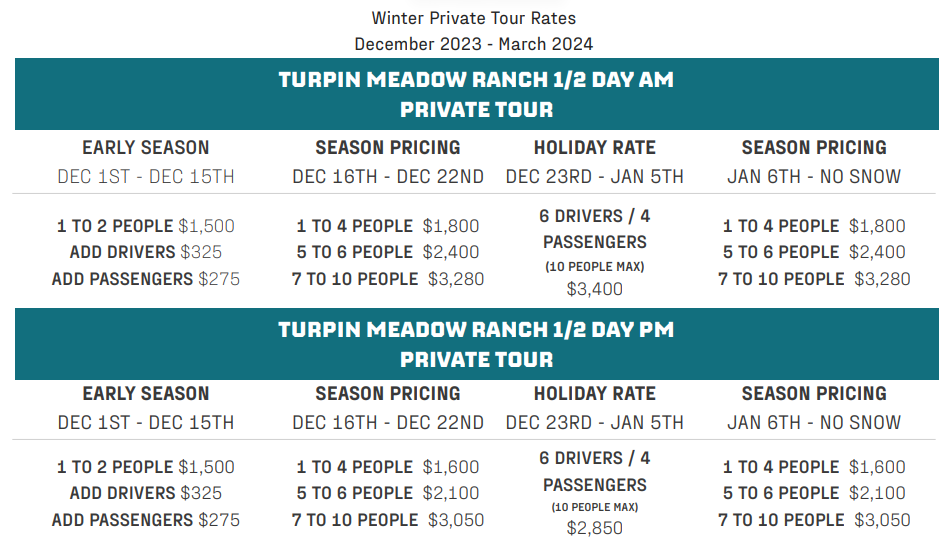 Winter Private Tour Rates
December 2023 - March 2024
TURPIN MEADOW RANCH 1/2 DAY AM
PRIVATE TOUR
EARLY SEASON
DEC 1ST - DEC 15TH
1 TO 2 PEOPLE $1,500
ADD DRIVERS $325
ADD PASSENGERS $275
SEASON PRICING
DEC 16TH - DEC 22ND
1 TO 4 PEOPLE $1,800
5 TO 6 PEOPLE $2,400
7 TO 10 PEOPLE $3,280
HOLIDAY RATE
DEC 23RD - JAN 5TH
6 DRIVERS / 4
PASSENGERS
(10 PEOPLE MAX)
$3,400
SEASON PRICING
JAN 6TH - NO SNOW
1 TO 4 PEOPLE $1,800
5 TO 6 PEOPLE $2,400
7 TO 10 PEOPLE $3,280
TURPIN MEADOW RANCH 1/2 DAY PM
PRIVATE TOUR
EARLY SEASON
DEC 1ST - DEC 15TH
1 TO 2 PEOPLE $1,500
ADD DRIVERS $325
ADD PASSENGERS $275
SEASON PRICING
DEC 16TH - DEC 22ND
1 TO 4 PEOPLE $1,600
5 TO 6 PEOPLE $2,100
7 TO 10 PEOPLE $3,050
HOLIDAY RATE
DEC 23RD - JAN 5TH
6 DRIVERS / 4
PASSENGERS
(10 PEOPLE MAX)
$2,850
SEASON PRICING
JAN 6TH - NO SNOW
1 TO 4 PEOPLE $1,600
5 TO 6 PEOPLE $2,100
7 TO 10 PEOPLE $3,050